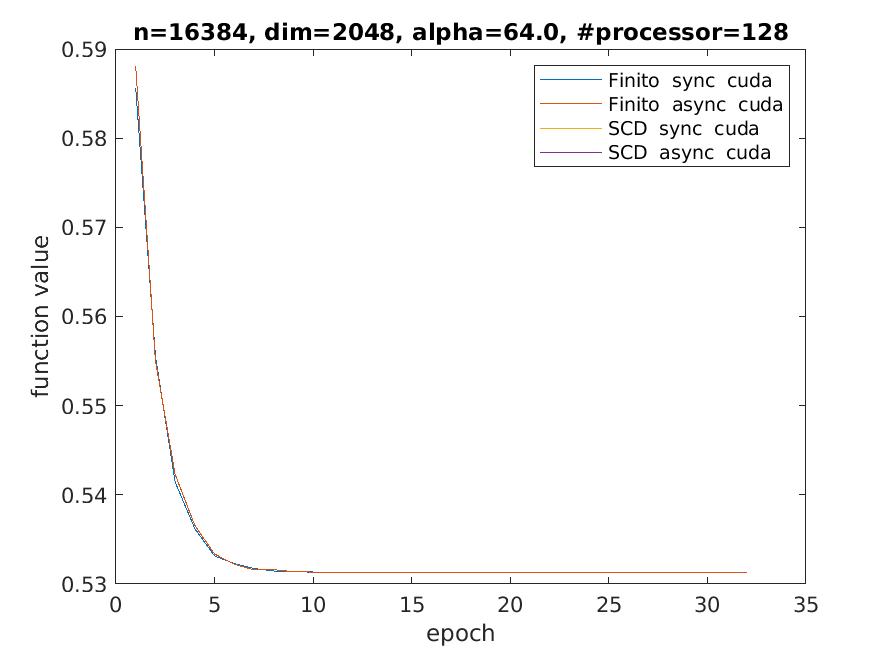 n=16384, dim=2048, alpha=64.0, #processor=128
0.59
0.58
0.57
0.56
0.55
0.54
0.53
function value
Finito sync cuda
Finito async cuda
SCD sync cuda
SCD async cuda
0 5 10 15 20 25 30 35
epoch